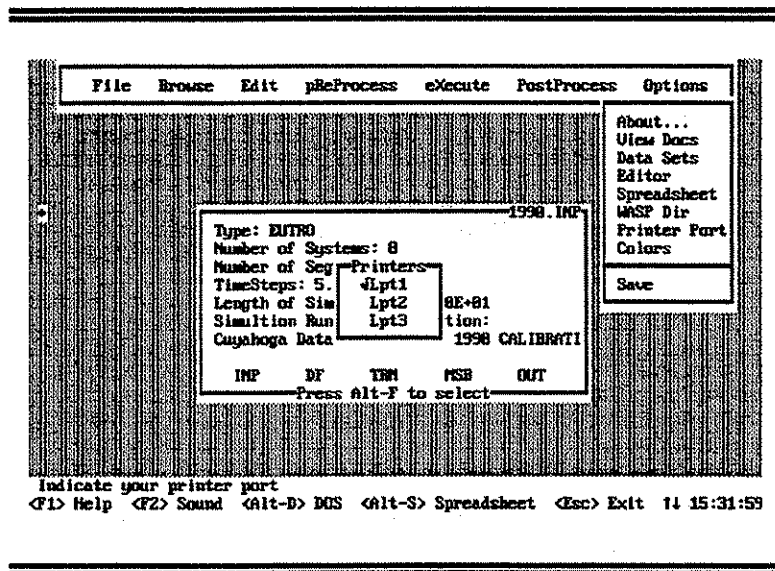 File Browse Edit pReProcess eXecute PostProcess Options
About...
View Docs
Data Sets
Editor
Spreadsheet
WASP Dir
Printer Port
Colors
Save
1990.INP
Type: EUTRO
Number of Systems: 8
Number of Seg
TimeSteps: 5.
Length of Sim 0E+01
Simultion Run tion:
Cuyahoga Data 1990 CALIBRATI
Printers
√Lpt1
Lpt2
Lpt3
INP DF TRN MSB OUT
Press Alt-F to select
Indicate your printer port
<F1> Help <F2> Sound <Alt-D> DOS <Alt-S> Spreadsheet <Esc> Exit ↑↓ 15:31:59